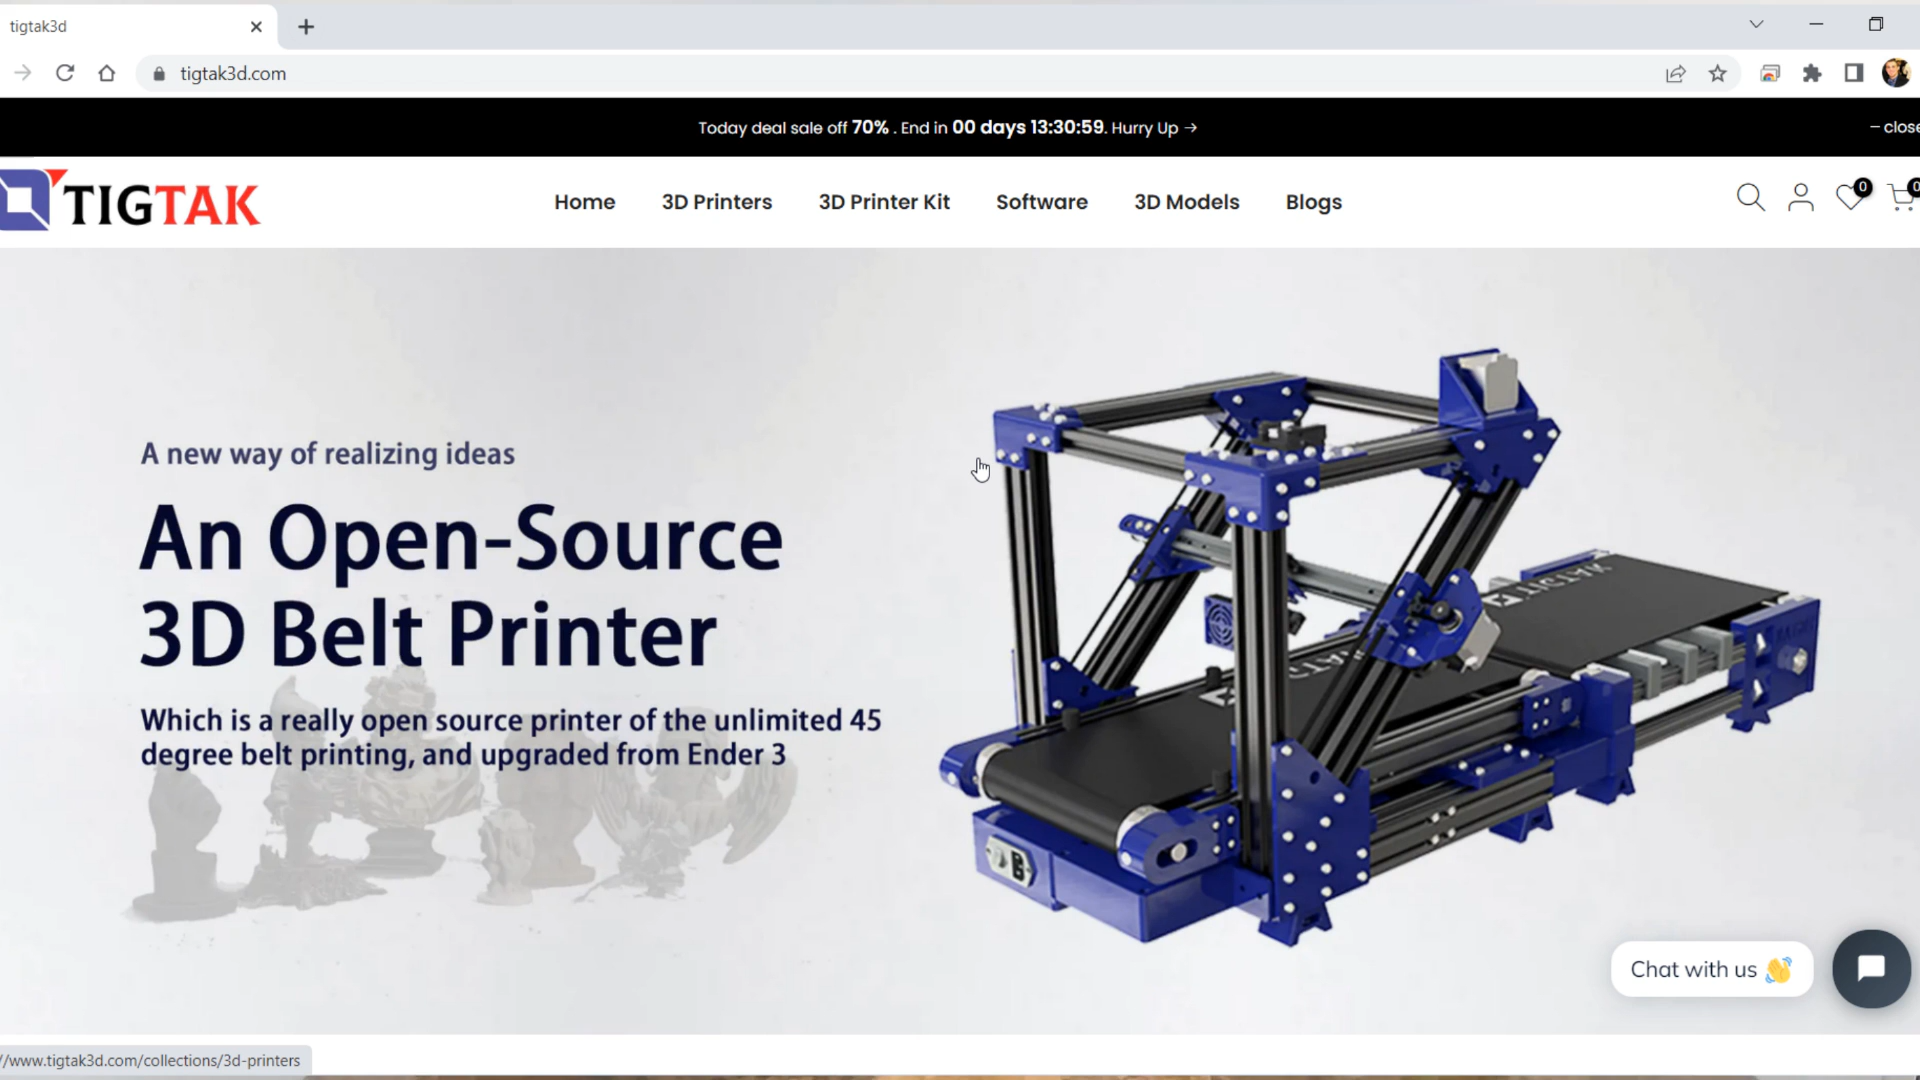 tigtak3d
tigtak3d.com
Today deal sale off 70% . End in 00 days 13:30:59. Hurry Up →
– close
TIGTAK
Home 3D Printers 3D Printer Kit Software 3D Models Blogs
0
0
A new way of realizing ideas
An Open-Source
3D Belt Printer
Which is a really open source printer of the unlimited 45
degree belt printing, and upgraded from Ender 3
TIGTAK
Chat with us 👋
//www.tigtak3d.com/collections/3d-printers